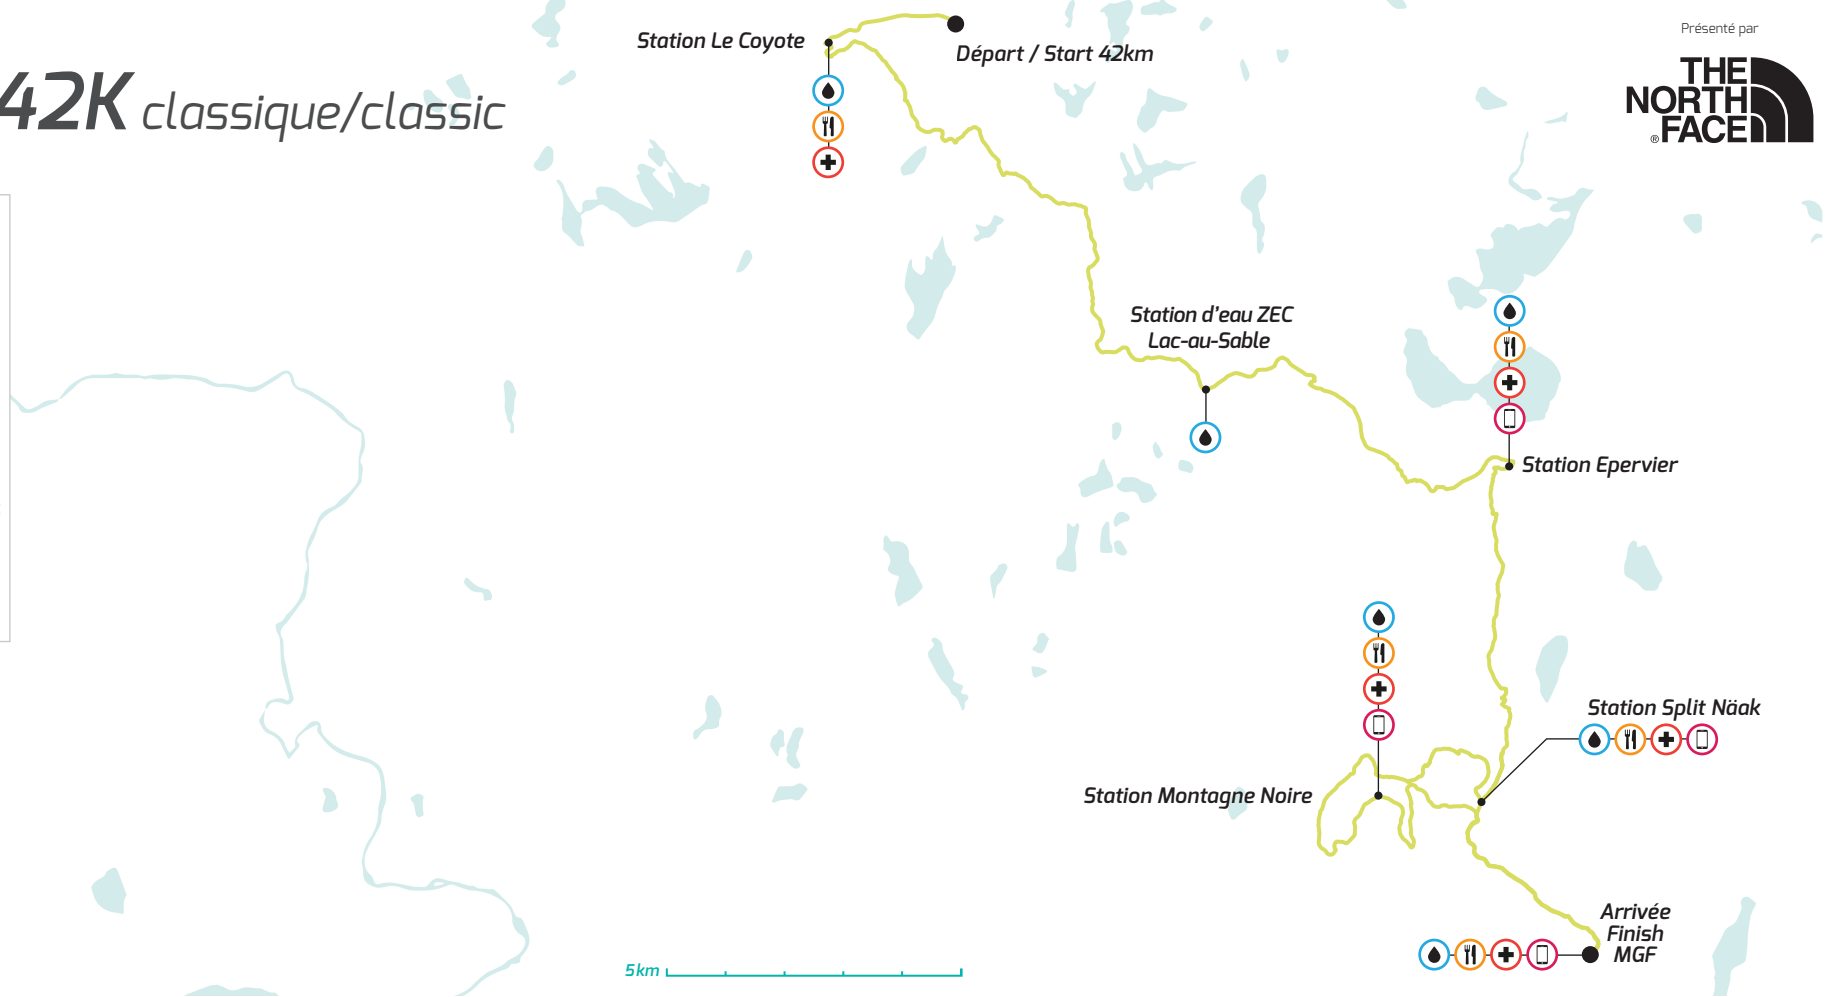 42K classique/classic
Présenté par
THE
NORTH
®FACE
Station Le Coyote
Départ / Start 42km
Station d'eau ZEC
Lac-au-Sable
Station Epervier
Station Split Näak
Station Montagne Noire
Arrivée
Finish
MGF
5km